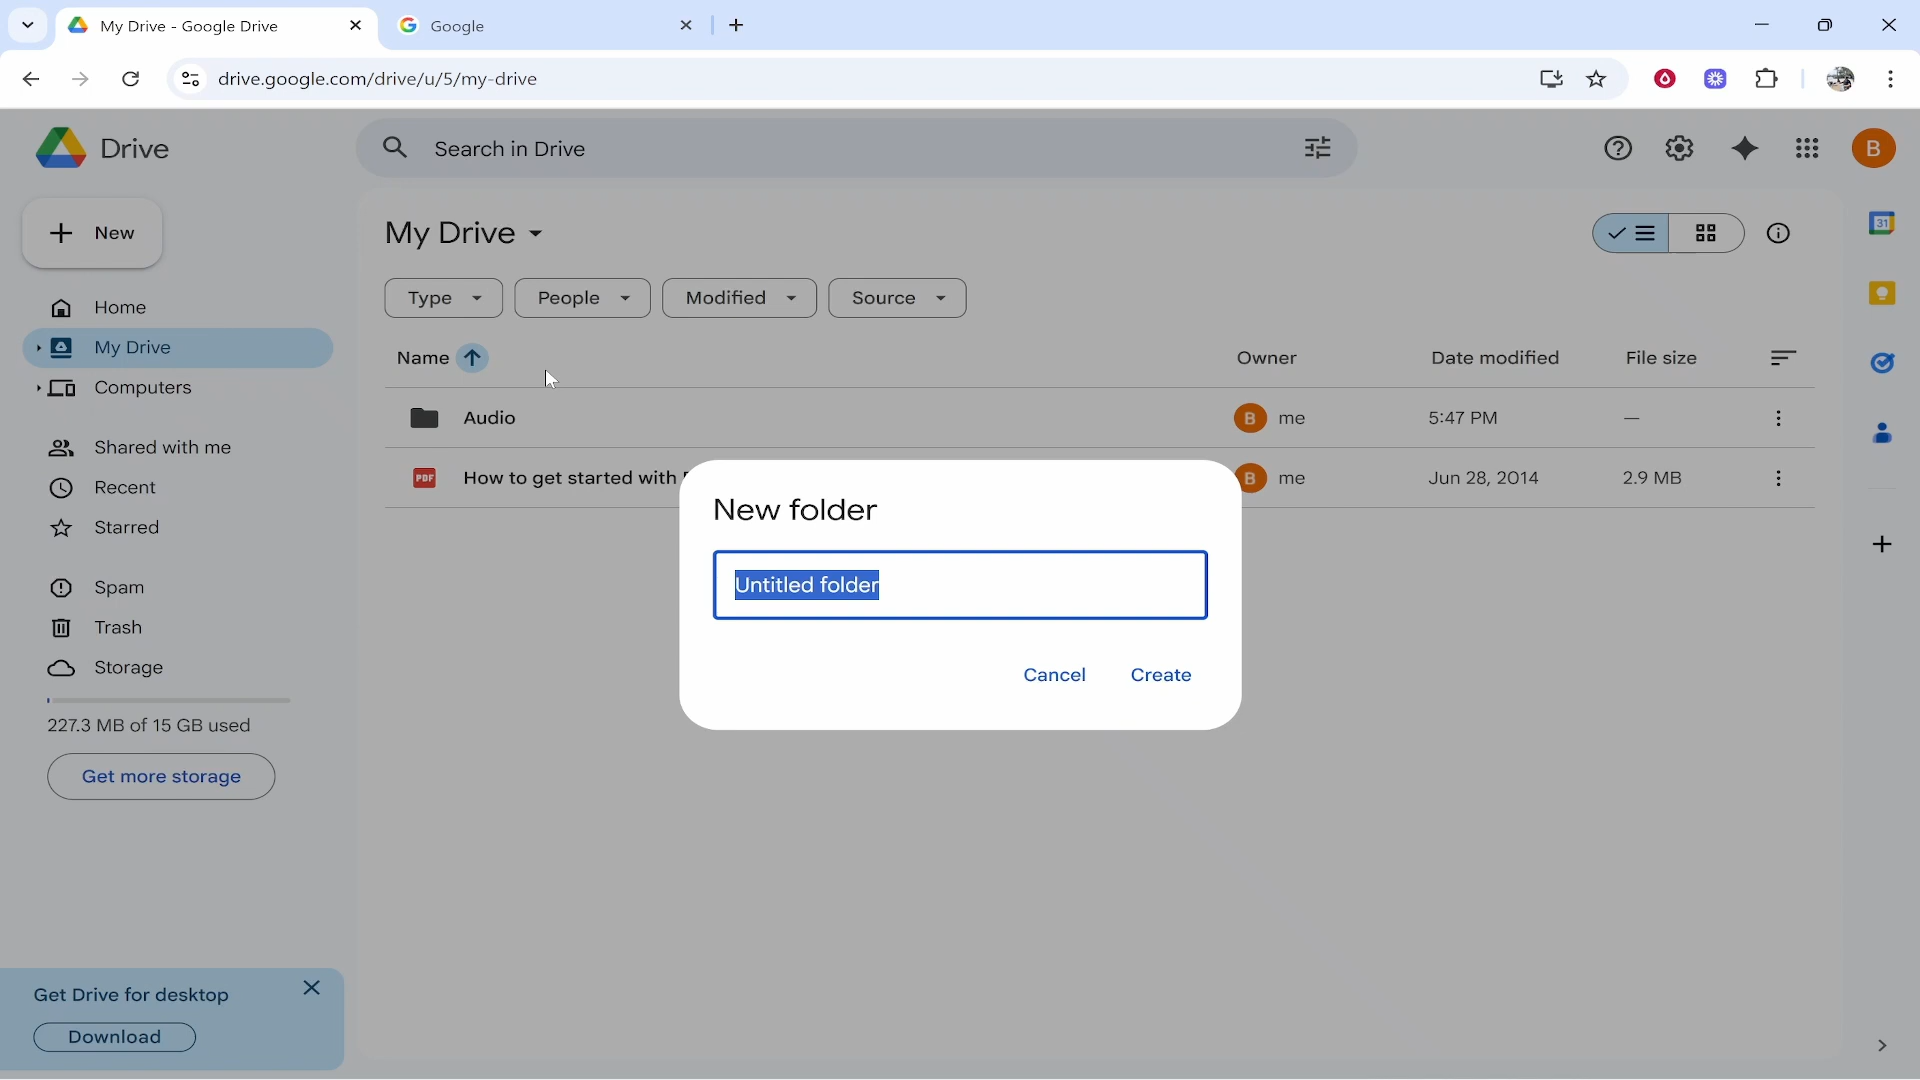 My Drive - Google Drive
Google
drive.google.com/drive/u/5/my-drive
Drive
Search in Drive
B
New
My Drive
31
Home
Type
People
Modified
Source
My Drive
Name
Owner
Date modified
File size
Computers
Audio
B
me
5:47 PM
—
Shared with me
PDF
How to get started with
B
me
Jun 28, 2014
2.9 MB
Recent
New folder
Starred
Untitled folder
Spam
Trash
Storage
Cancel
Create
227.3 MB of 15 GB used
Get more storage
Get Drive for desktop
Download